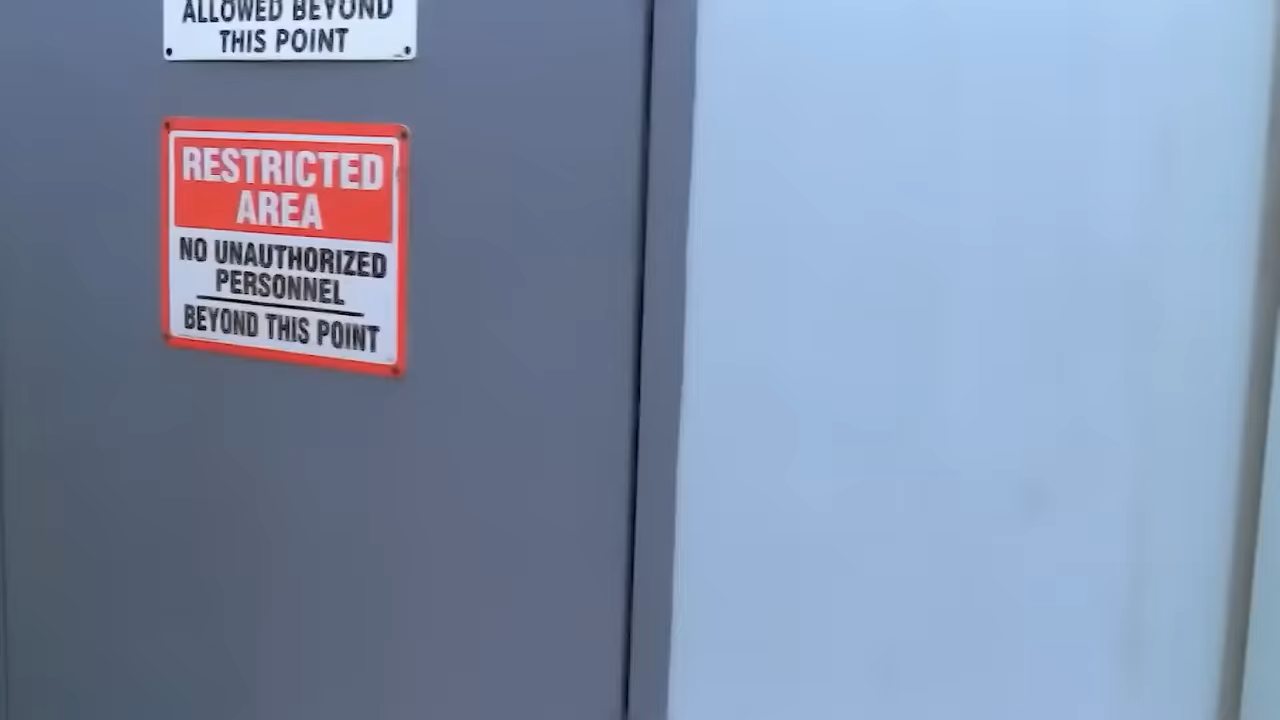 ALLOWED BEYOND
THIS POINT
RESTRICTED
AREA
NO UNAUTHORIZED
PERSONNEL
BEYOND THIS POINT